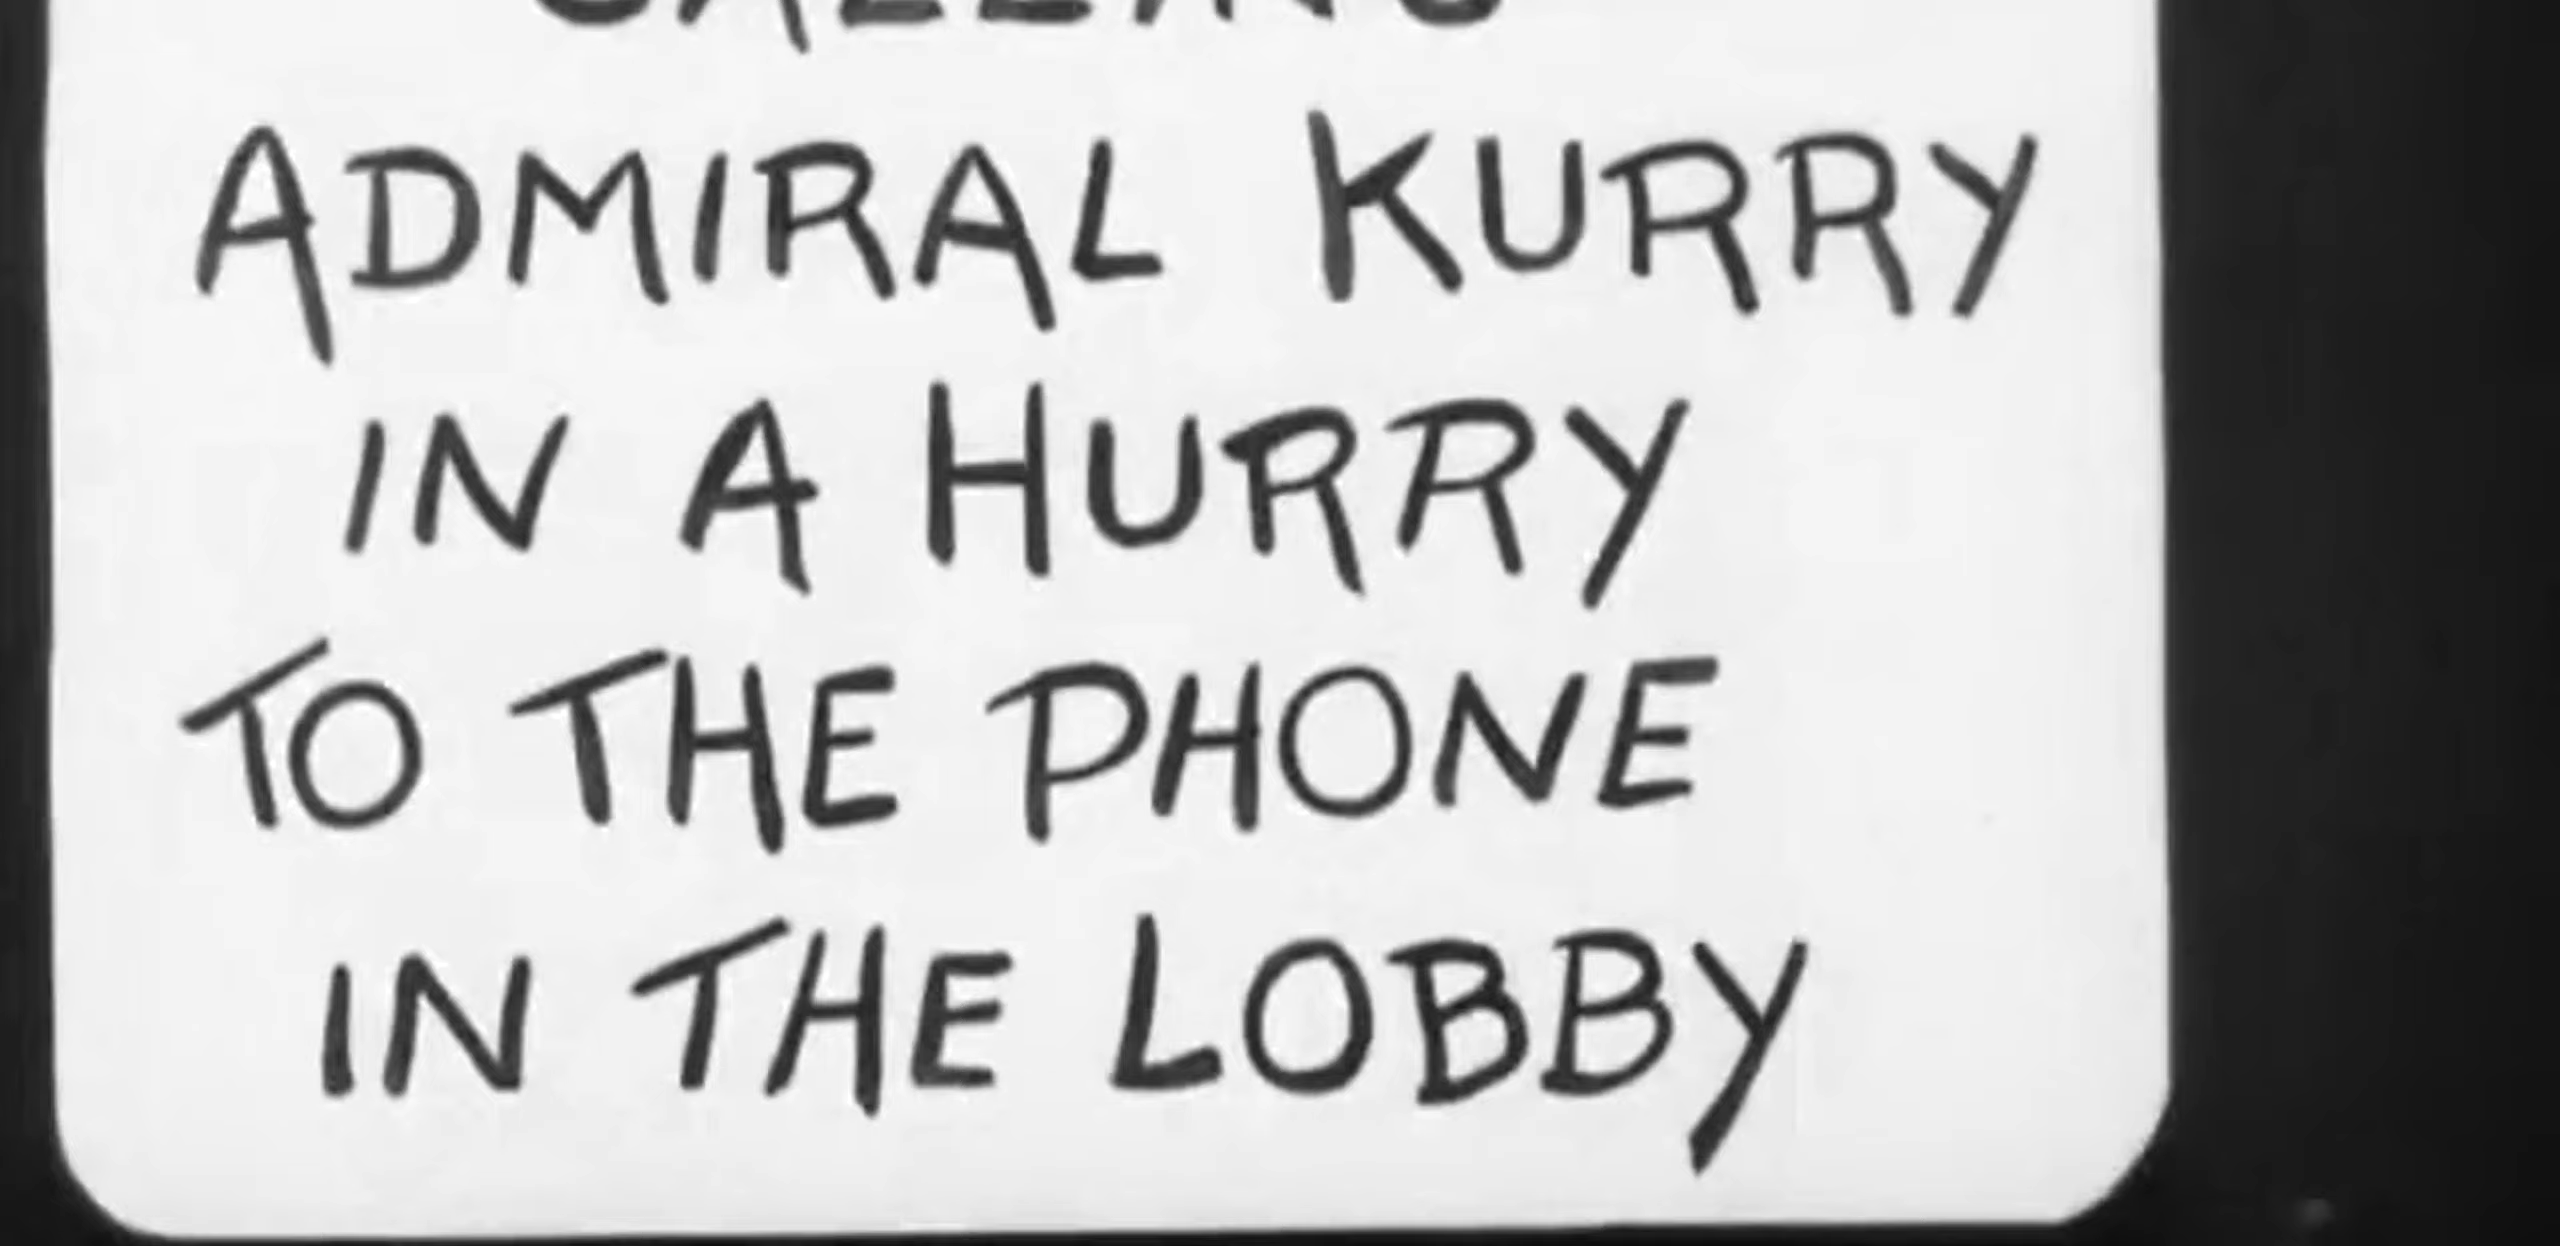 ADMIRAL KURRY
IN A HURRY
TO THE PHONE
IN THE LOBBY